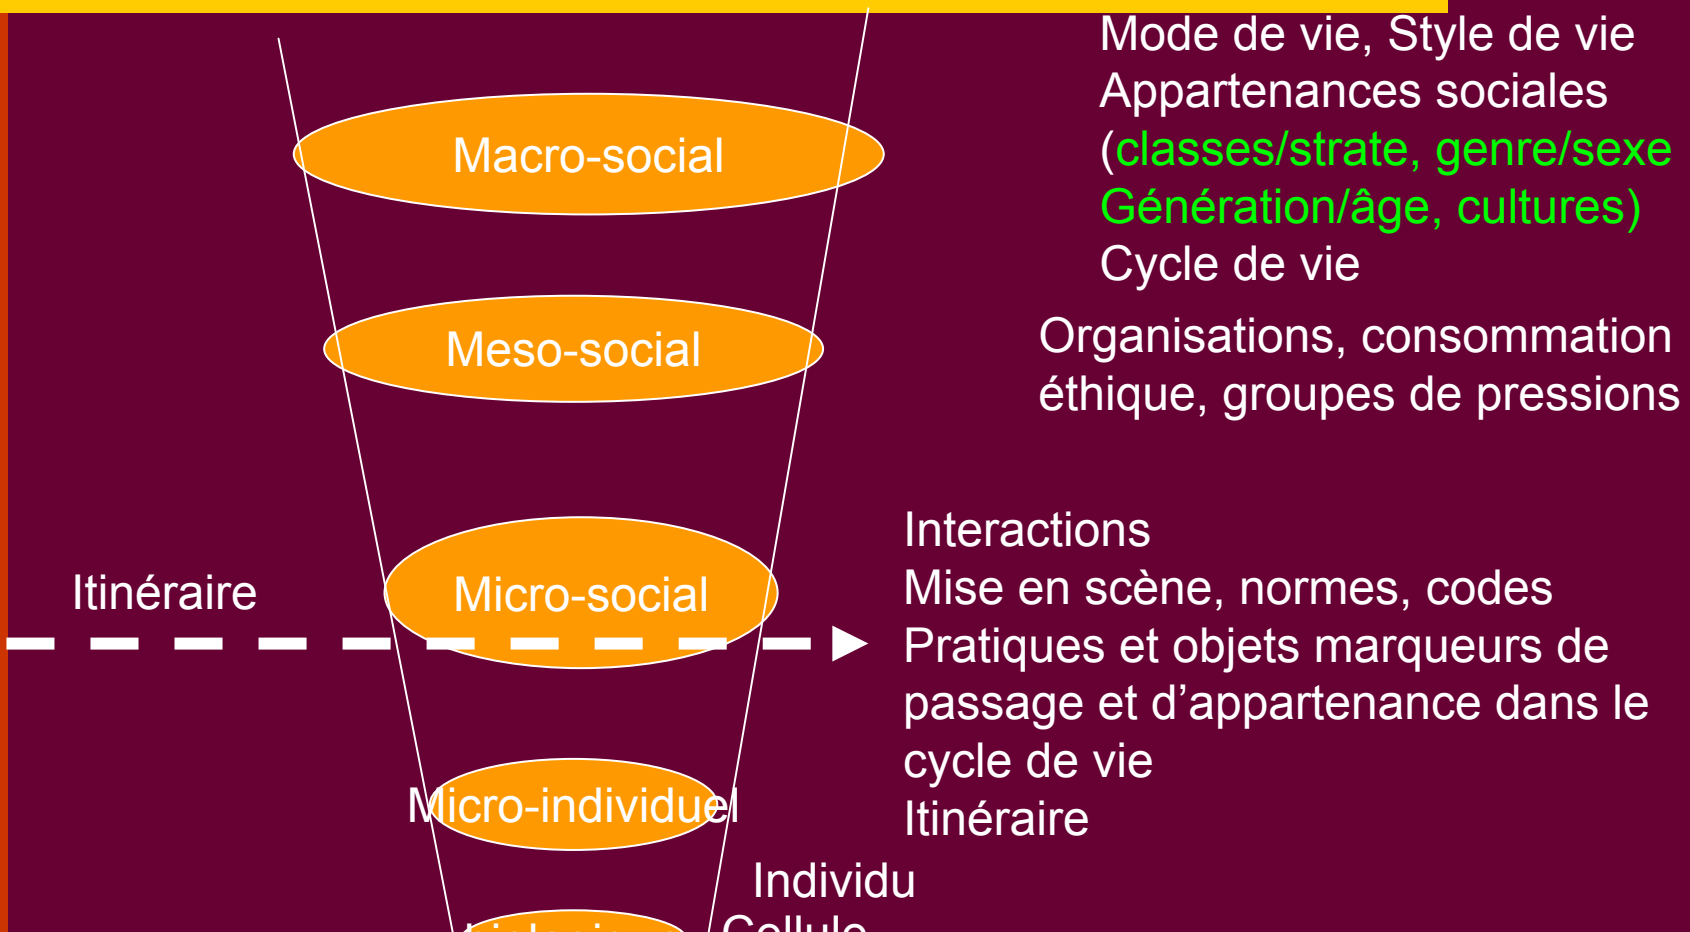 Mode de vie, Style de vie
Appartenances sociales
(classes/strate, genre/sexe
Génération/âge, cultures)
Cycle de vie
Macro-social
Meso-social
Organisations, consommation
éthique, groupes de pressions
Itinéraire
Micro-social
Interactions
Mise en scène, normes, codes
Pratiques et objets marqueurs de
passage et d’appartenance dans le
cycle de vie
Itinéraire
Micro-individuel
Individu
Cellule